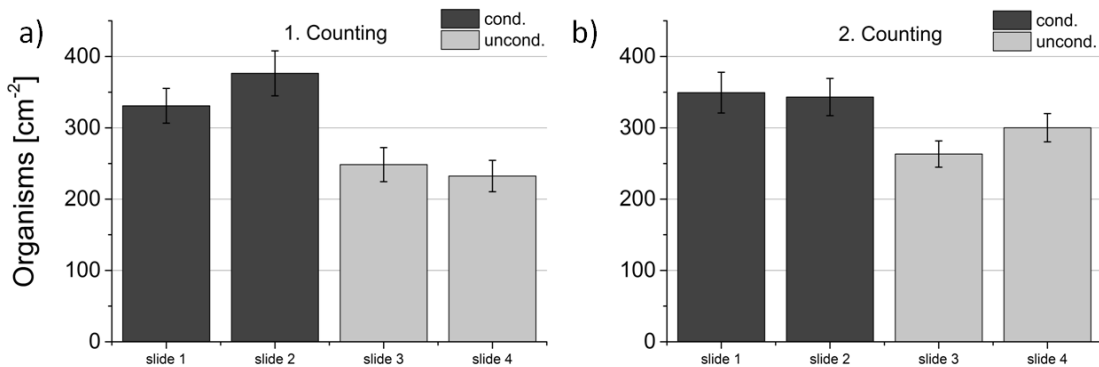 a)
1. Counting
cond.
uncond.
Organisms [cm-2]
400
300
200
100
0
slide 1
slide 2
slide 3
slide 4
b)
2. Counting
cond.
uncond.
400
300
200
100
0
slide 1
slide 2
slide 3
slide 4